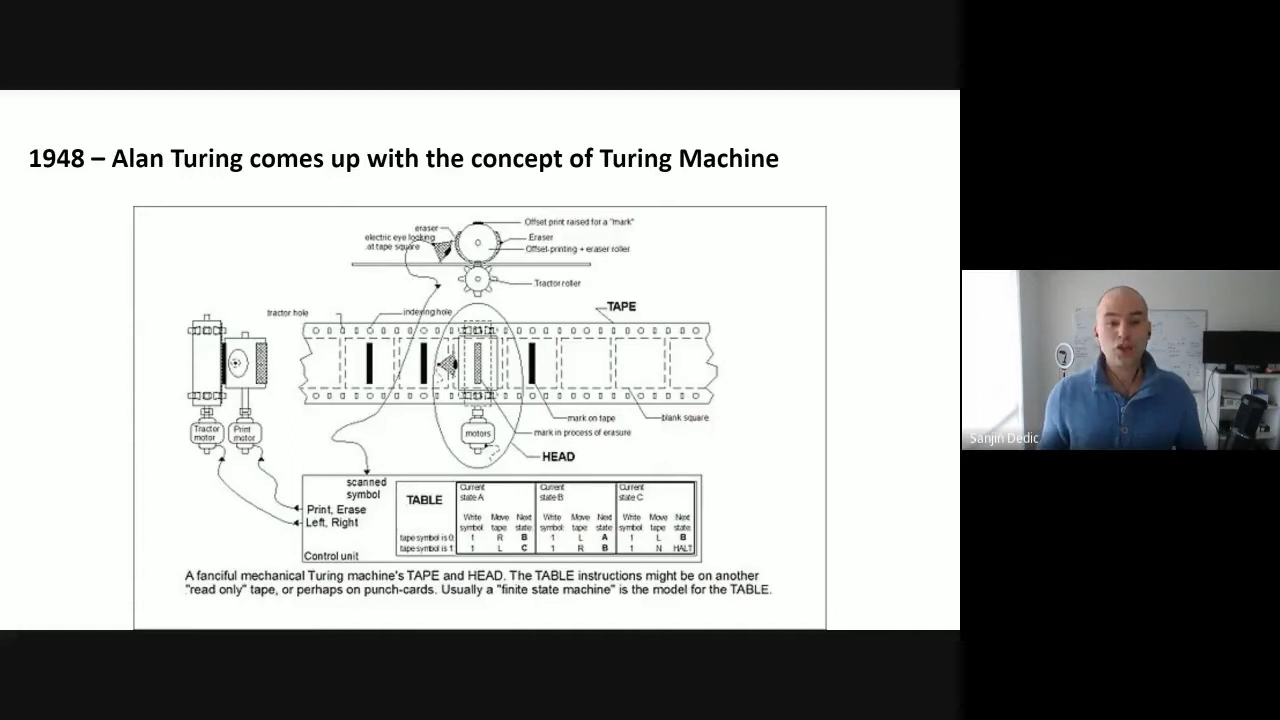 1948 – Alan Turing comes up with the concept of Turing Machine
Offset print raised for a "mark"
eraser
electric eye looking
at tape square
Eraser
Offset-printing + eraser roller
Tractor roller
tractor hole
indexing hole
TAPE
mark on tape
blank square
mark in process of erasure
Tractor
motor
Print
motor
motors
HEAD
scanned
symbol
Print, Erase
Left, Right
Control unit
TABLE
Current
state A
Current
state B
Current
state C
Write Move Next Write Move Next Write Move Next
symbol: tape: state: symbol: tape: state: symbol: tape: state:
tape symbol is 0: 1 R B 1 L A 1 L B
tape symbol is 1: 1 L C 1 R B 1 N HALT
A fanciful mechanical Turing machine's TAPE and HEAD. The TABLE instructions might be on another
"read only" tape, or perhaps on punch-cards. Usually a "finite state machine" is the model for the TABLE.
Sanjin Dedic